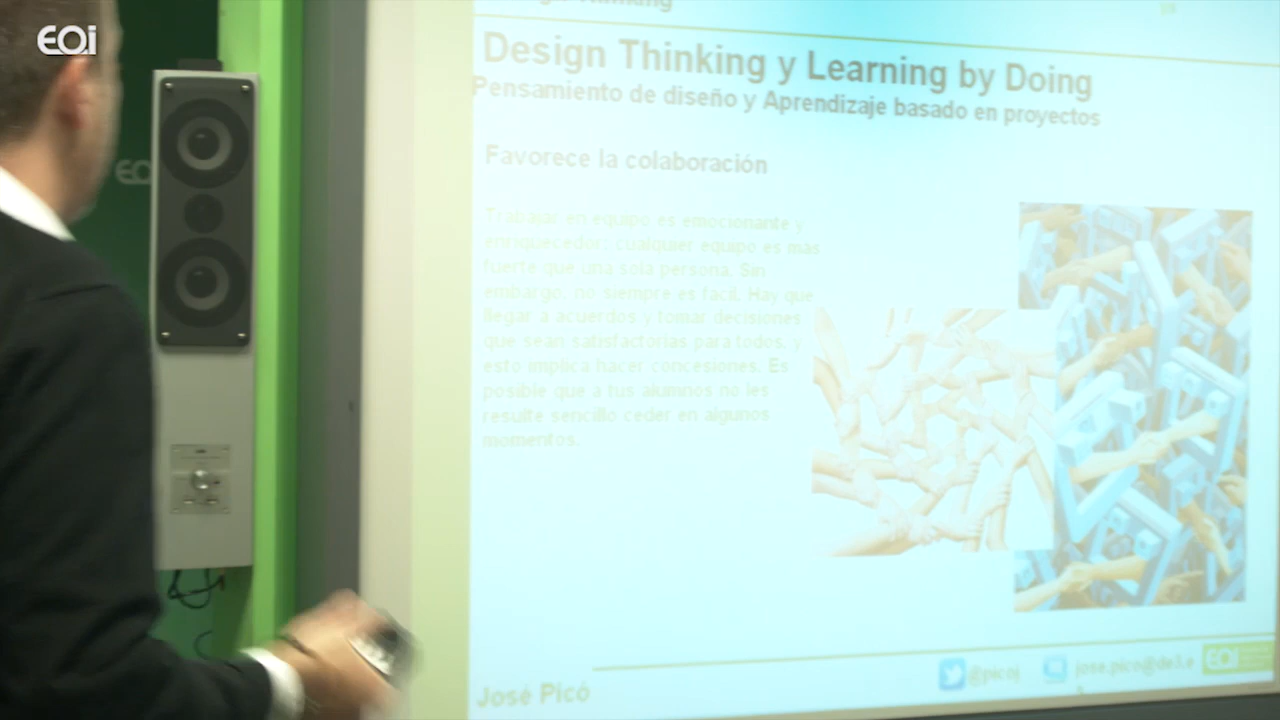 EOI
EOI
Design Thinking y Learning by Doing
Pensamiento de diseño y Aprendizaje basado en proyectos
Favorece la colaboración
Trabajar en equipo es emocionante y
enriquecedor: cualquier equipo es más
fuerte que una sola persona. Sin
embargo, no siempre es fácil. Hay que
llegar a acuerdos y tomar decisiones
que sean satisfactorias para todos, y
esto implica hacer concesiones. Es
posible que a tus alumnos no les
resulte sencillo ceder en algunos
momentos.
José Picó
@picoj
EOI